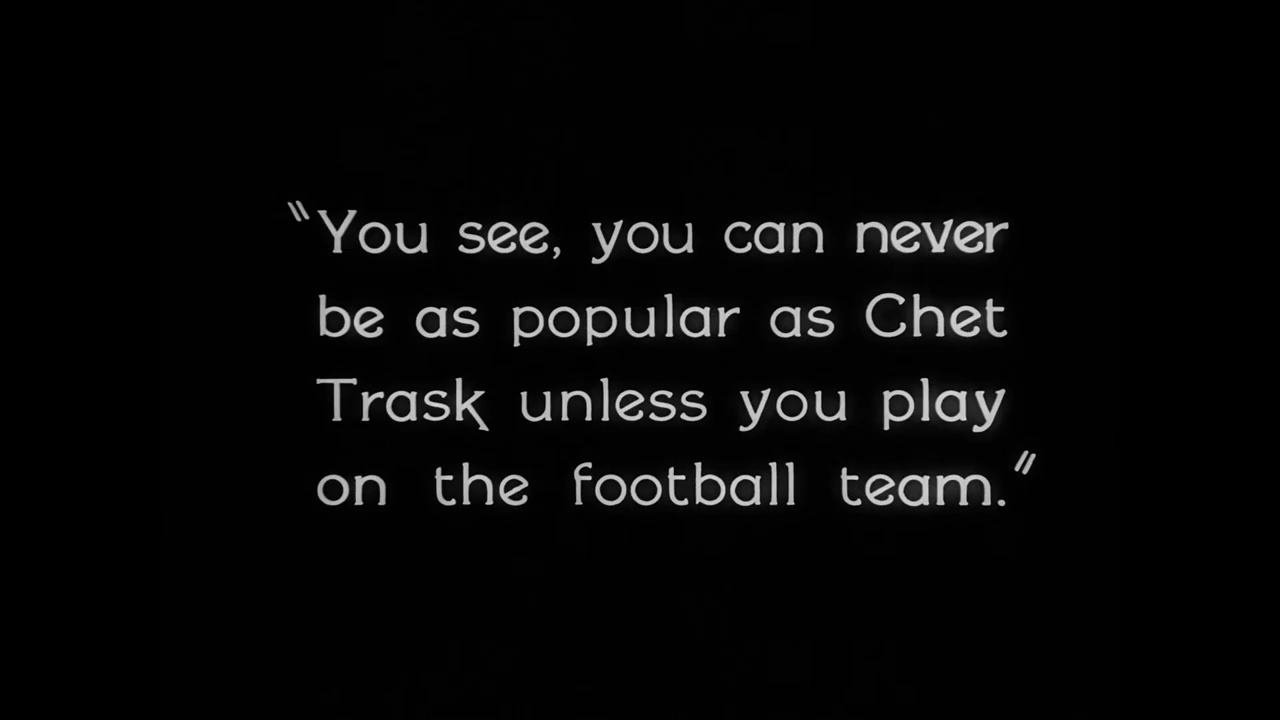 "You see, you can never
be as popular as Chet
Trask unless you play
on the football team."